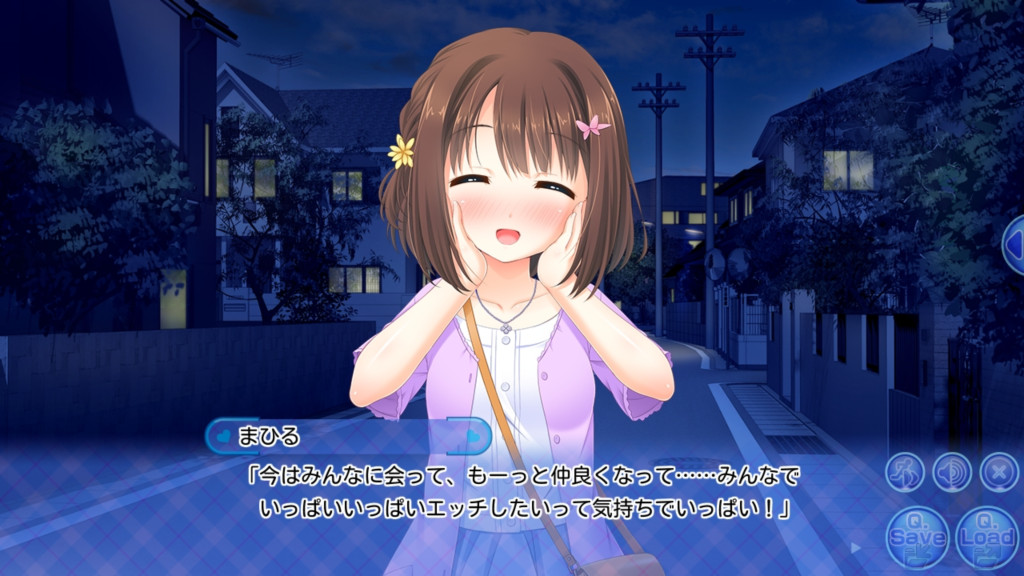 まひる
「今はみんなに会って、もーっと仲良くなって……みんなで
いっぱいいっぱいエッチしたいって気持ちでいっぱい！」
Q.
Save
Q.
Load